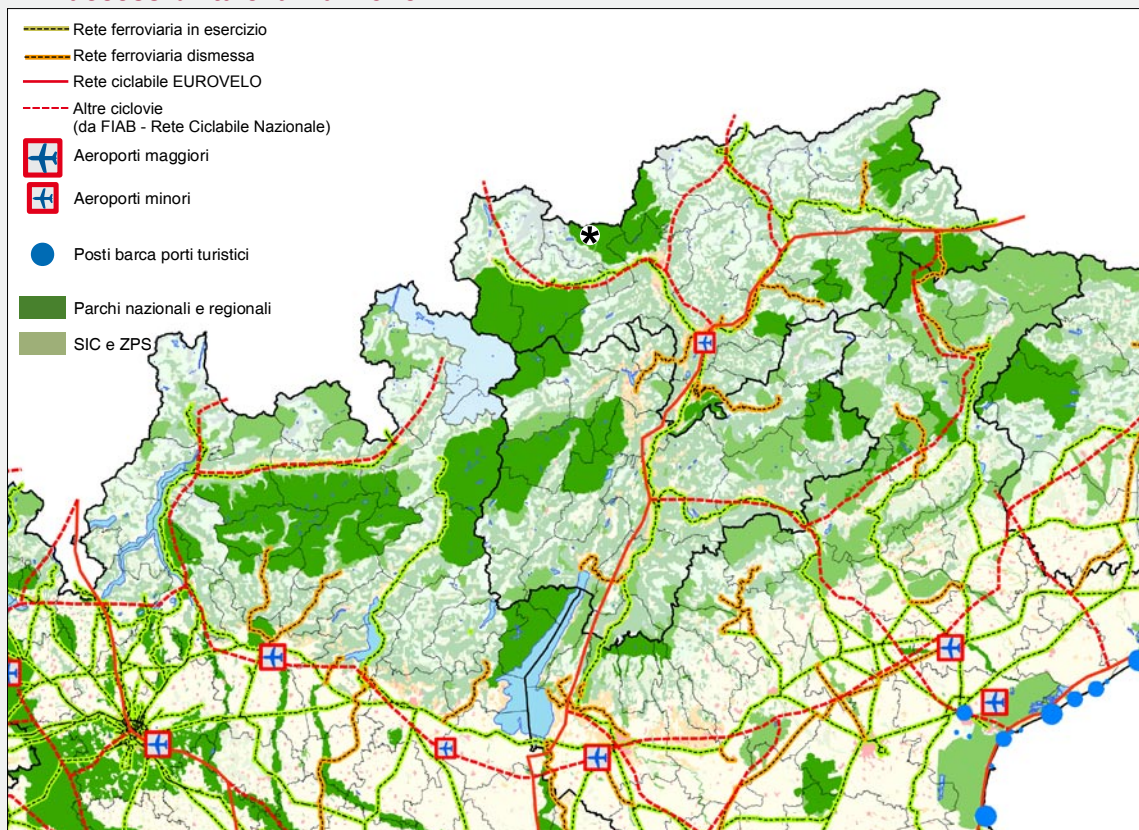 Rete ferroviaria in esercizio
Rete ferroviaria dismessa
Rete ciclabile EUROVELO
Altre ciclovie
(da FIAB - Rete Ciclabile Nazionale)
Aeroporti maggiori
Aeroporti minori
Posti barca porti turistici
Parchi nazionali e regionali
SIC e ZPS
*